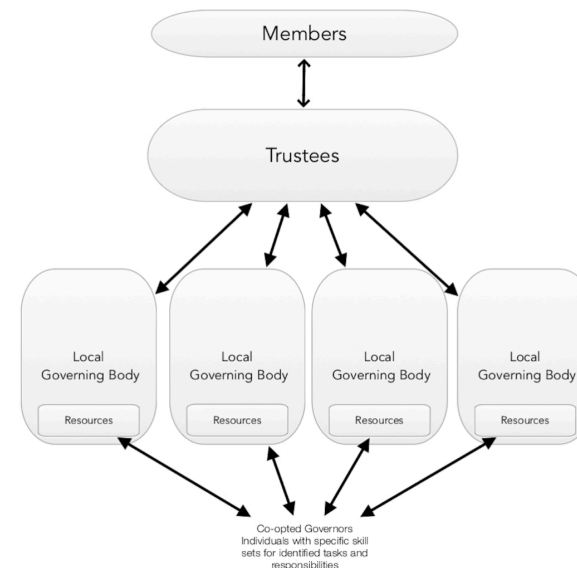 Members
Trustees
Local
Governing Body
Resources
Local
Governing Body
Resources
Local
Governing Body
Resources
Local
Governing Body
Resources
Co-opted Governors
Individuals with specific skill
sets for identified tasks and
responsibilities